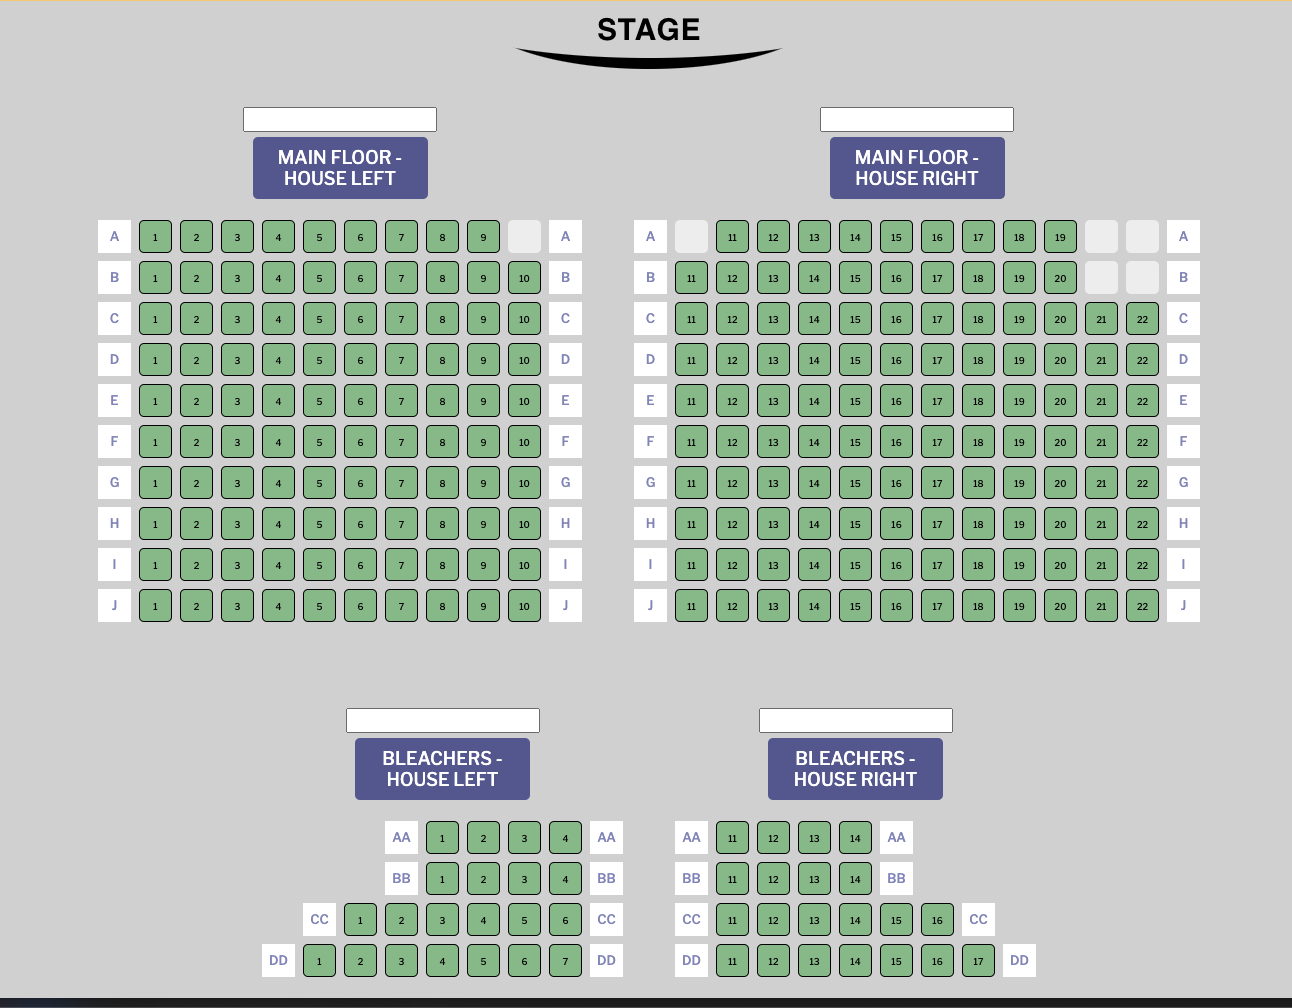 STAGE
MAIN FLOOR -
HOUSE LEFT
MAIN FLOOR -
HOUSE RIGHT
A 1 2 3 4 5 6 7 8 9 A A 11 12 13 14 15 16 17 18 19 A
B 1 2 3 4 5 6 7 8 9 10 B B 11 12 13 14 15 16 17 18 19 20 B
C 1 2 3 4 5 6 7 8 9 10 C C 11 12 13 14 15 16 17 18 19 20 21 22 C
D 1 2 3 4 5 6 7 8 9 10 D D 11 12 13 14 15 16 17 18 19 20 21 22 D
E 1 2 3 4 5 6 7 8 9 10 E E 11 12 13 14 15 16 17 18 19 20 21 22 E
F 1 2 3 4 5 6 7 8 9 10 F F 11 12 13 14 15 16 17 18 19 20 21 22 F
G 1 2 3 4 5 6 7 8 9 10 G G 11 12 13 14 15 16 17 18 19 20 21 22 G
H 1 2 3 4 5 6 7 8 9 10 H H 11 12 13 14 15 16 17 18 19 20 21 22 H
I 1 2 3 4 5 6 7 8 9 10 I I 11 12 13 14 15 16 17 18 19 20 21 22 I
J 1 2 3 4 5 6 7 8 9 10 J J 11 12 13 14 15 16 17 18 19 20 21 22 J
BLEACHERS -
HOUSE LEFT
BLEACHERS -
HOUSE RIGHT
AA 1 2 3 4 AA AA 11 12 13 14 AA
BB 1 2 3 4 BB BB 11 12 13 14 BB
CC 1 2 3 4 5 6 CC CC 11 12 13 14 15 16 CC
DD 1 2 3 4 5 6 7 DD DD 11 12 13 14 15 16 17 DD